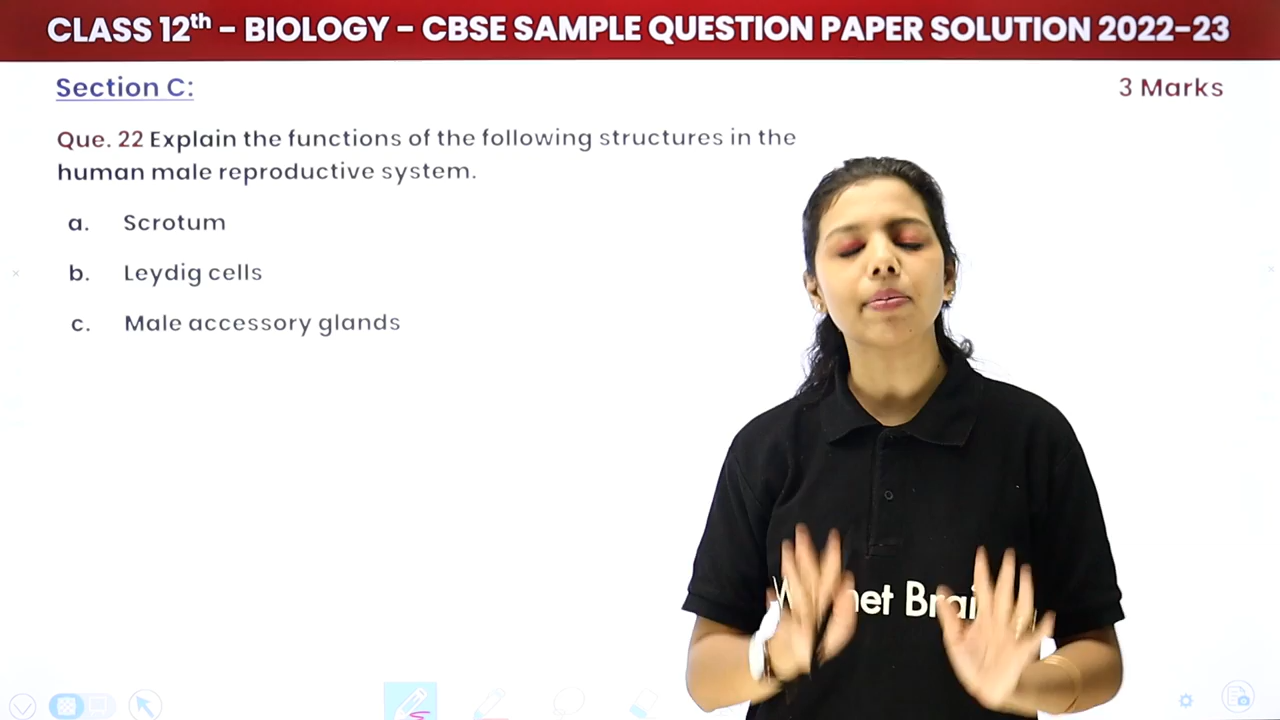 CLASS 12th – BIOLOGY – CBSE SAMPLE QUESTION PAPER SOLUTION 2022–23
Section C:
3 Marks
Que. 22 Explain the functions of the following structures in the
human male reproductive system.
a. Scrotum
b. Leydig cells
c. Male accessory glands